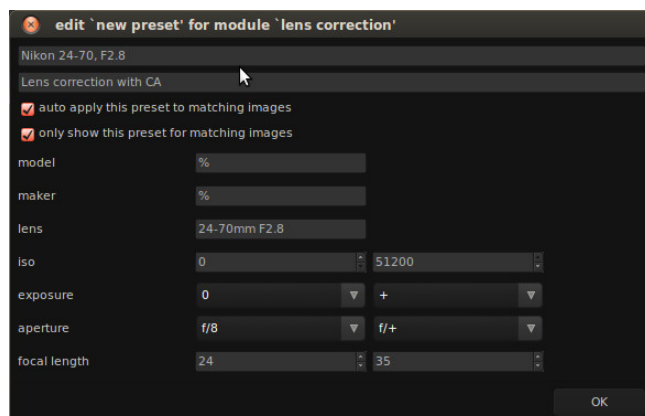 edit `new preset' for module `lens correction'
Nikon 24-70, F2.8
Lens correction with CA
auto apply this preset to matching images
only show this preset for matching images
model %
maker %
lens 24-70mm F2.8
iso 0 51200
exposure 0 +
aperture f/8 f/+
focal length 24 35
OK